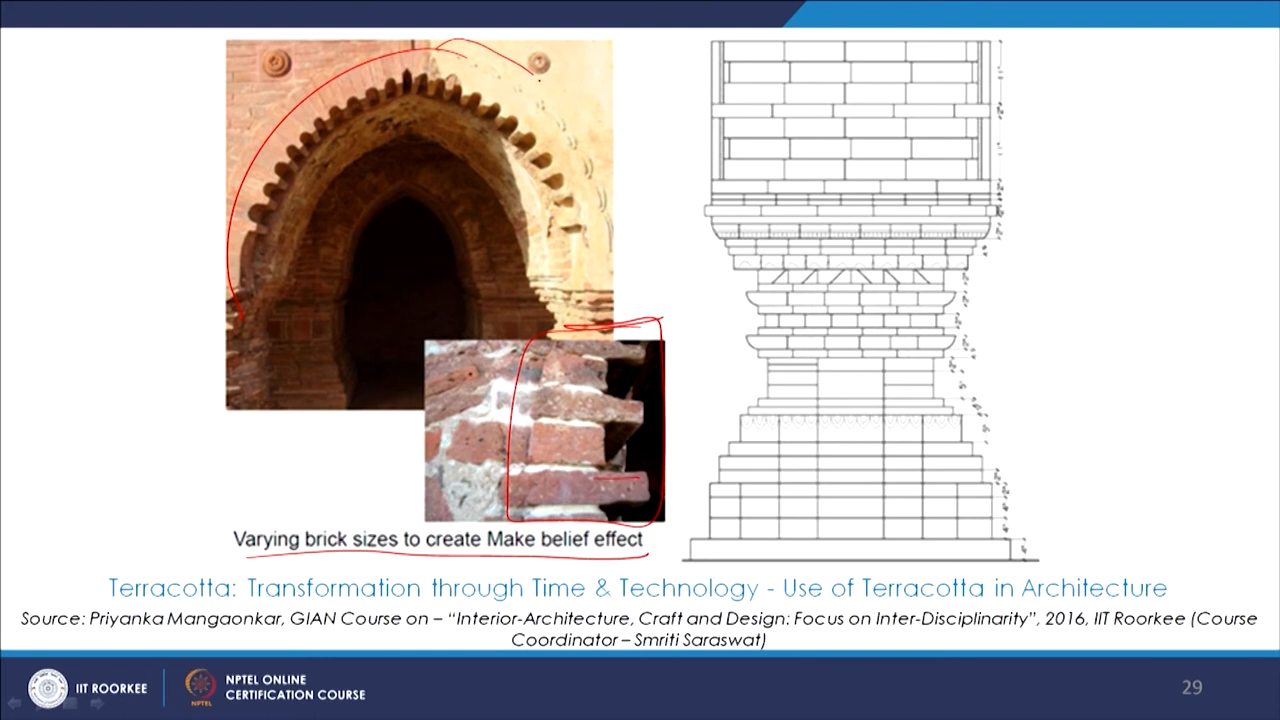 Varying brick sizes to create Make belief effect
Terracotta: Transformation through Time & Technology - Use of Terracotta in Architecture
Source: Priyanka Mangaonkar, GIAN Course on – “Interior-Architecture, Craft and Design: Focus on Inter-Disciplinarity”, 2016, IIT Roorkee (Course
Coordinator – Smriti Saraswat)
IIT ROORKEE
NPTEL
NPTEL ONLINE
CERTIFICATION COURSE
29